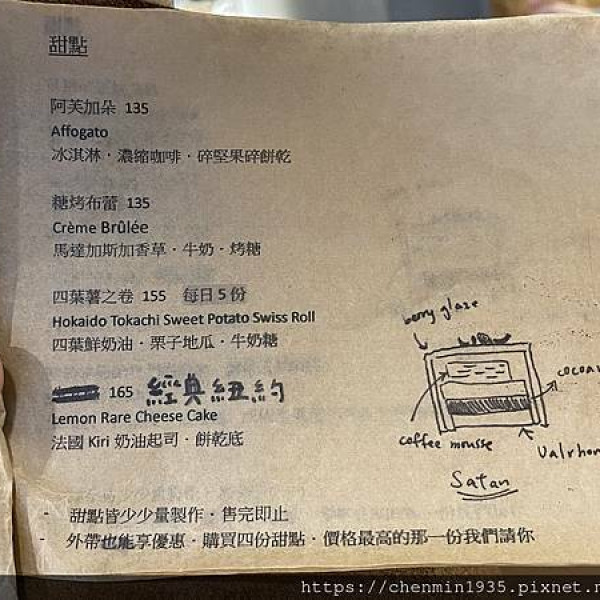 甜點
阿芙加朵 135
Affogato
冰淇淋·濃縮咖啡·碎堅果碎餅乾
糖烤布蕾 135
Crème Brûlée
馬達加斯加香草·牛奶·烤糖
四葉薯之卷 155 每日5份
Hokaido Tokachi Sweet Potato Swiss Roll
四葉鮮奶油·栗子地瓜·牛奶糖
165 經典紐約
Lemon Rare Cheese Cake
法國 Kiri 奶油起司·餅乾底
berry glaze
cocoa
coffee mousse
Valrhon
Satan
- 甜點皆少少量製作·售完即止
- 外帶也能享優惠·購買四份甜點·價格最高的那一份我們請你
https://chenmin1935.pixnet.n